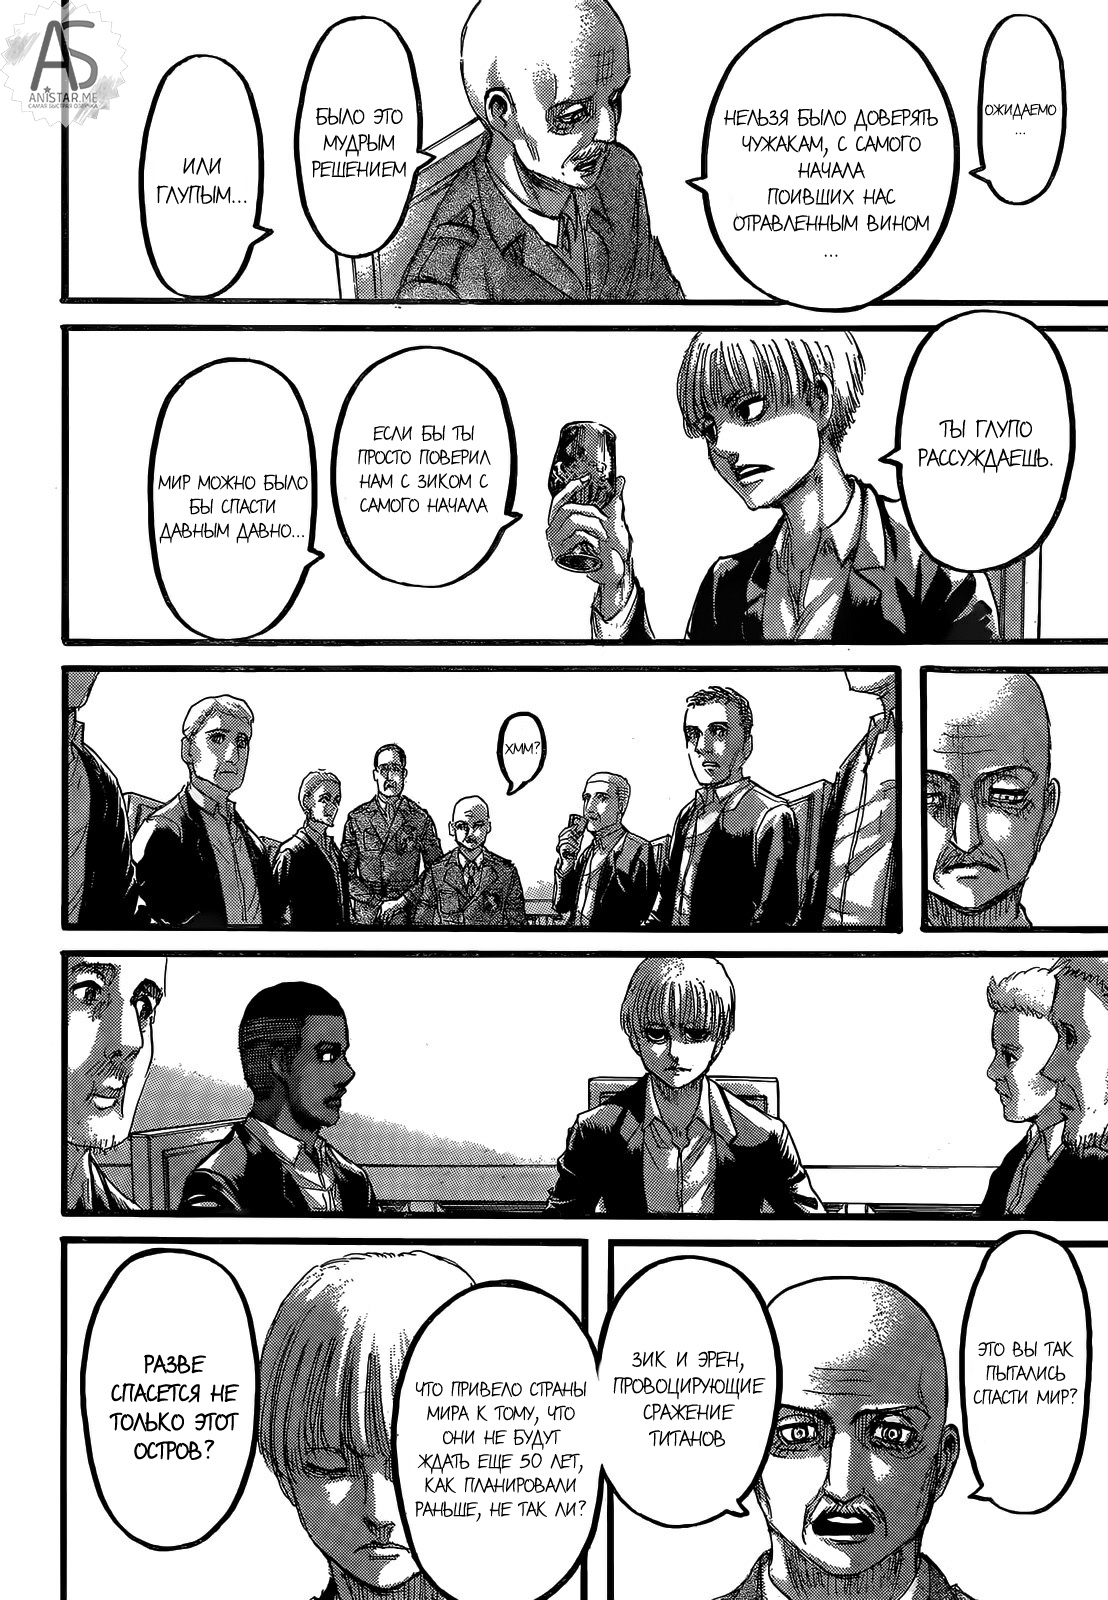 AS
ANISTAR.ME
САМАЯ БЫСТРАЯ ОЗВУЧКА
ОЖИДАЕМО
...
НЕЛЬЗЯ БЫЛО ДОВЕРЯТЬ
ЧУЖАКАМ, С САМОГО
НАЧАЛА
ПОИВШИХ НАС
ОТРАВЛЕННЫМ ВИНОМ
...
БЫЛО ЭТО
МУДРЫМ
РЕШЕНИЕМ
ИЛИ
ГЛУПЫМ...
ТЫ ГЛУПО
РАССУЖДАЕШЬ.
ЕСЛИ БЫ ТЫ
ПРОСТО ПОВЕРИЛ
НАМ С ЗИКОМ С
САМОГО НАЧАЛА
МИР МОЖНО БЫЛО
БЫ СПАСТИ
ДАВНЫМ ДАВНО...
ХММ?
ЭТО ВЫ ТАК
ПЫТАЛИСЬ
СПАСТИ МИР?
ЗИК И ЭРЕН,
ПРОВОЦИРУЮЩИЕ
СРАЖЕНИЕ
ТИТАНОВ
ЧТО ПРИВЕЛО СТРАНЫ
МИРА К ТОМУ, ЧТО
ОНИ НЕ БУДУТ
ЖДАТЬ ЕЩЕ 50 ЛЕТ,
КАК ПЛАНИРОВАЛИ
РАНЬШЕ, НЕ ТАК ЛИ?
РАЗВЕ
СПАСЕТСЯ НЕ
ТОЛЬКО ЭТОТ
ОСТРОВ?